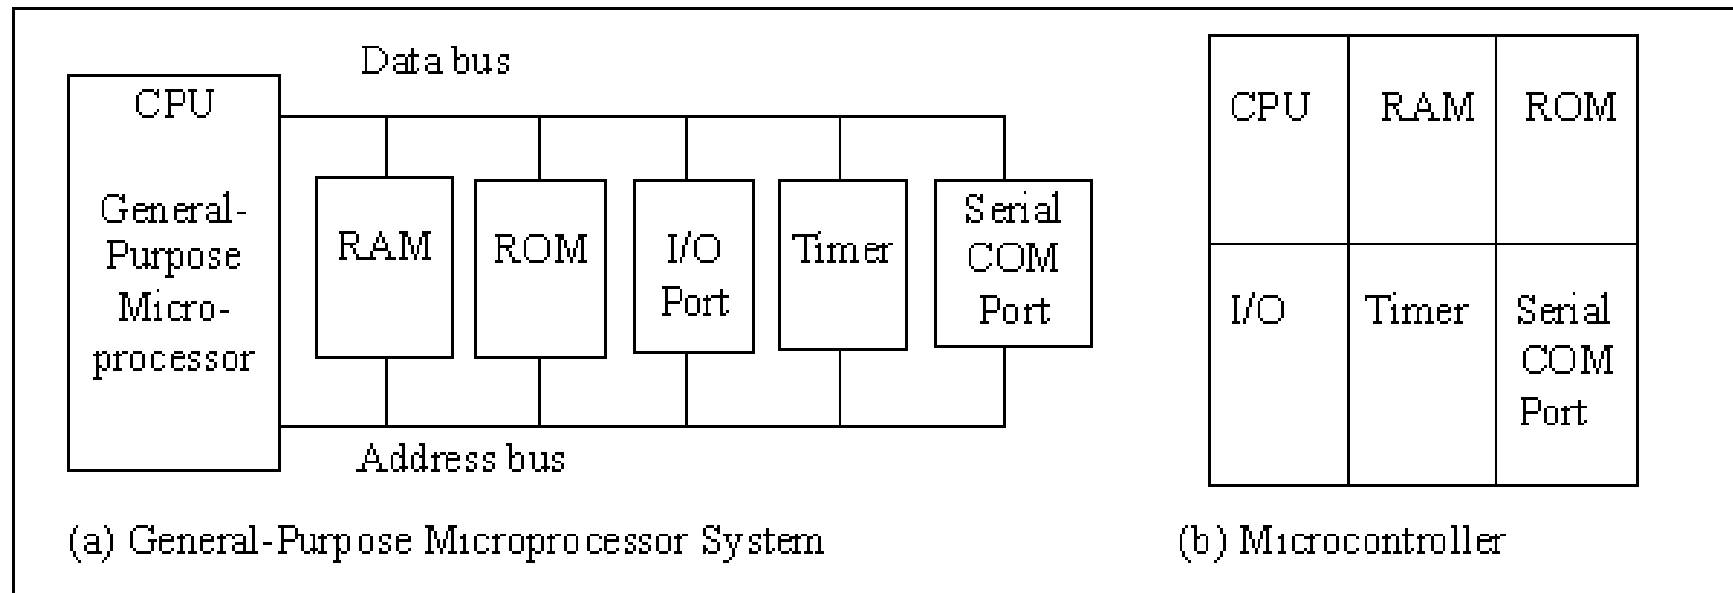 Data bus
CPU
General-
Purpose
Micro-
processor
RAM
ROM
I/O
Port
Timer
Serial
COM
Port
Address bus
(a) General-Purpose Microprocessor System
CPU
RAM
ROM
I/O
Timer
Serial
COM
Port
(b) Microcontroller